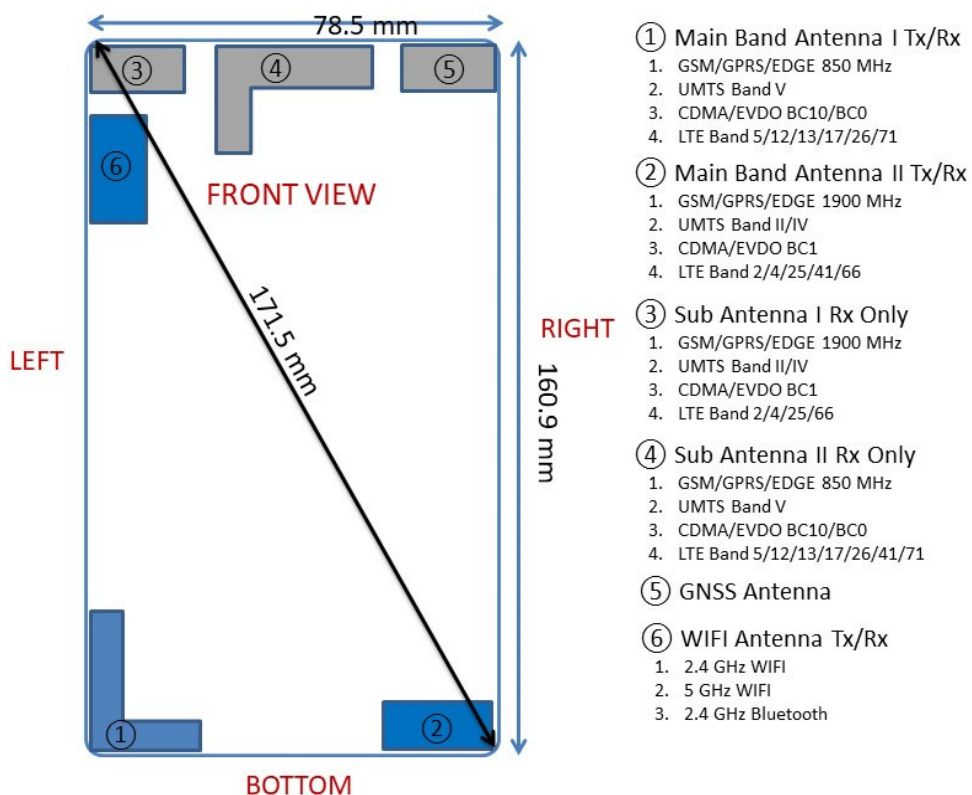 78.5 mm
③
④
⑤
⑥
FRONT VIEW
171.5 mm
LEFT
RIGHT
160.9 mm
①
②
BOTTOM
① Main Band Antenna I Tx/Rx
1. GSM/GPRS/EDGE 850 MHz
2. UMTS Band V
3. CDMA/EVDO BC10/BC0
4. LTE Band 5/12/13/17/26/71
② Main Band Antenna II Tx/Rx
1. GSM/GPRS/EDGE 1900 MHz
2. UMTS Band II/IV
3. CDMA/EVDO BC1
4. LTE Band 2/4/25/41/66
③ Sub Antenna I Rx Only
1. GSM/GPRS/EDGE 1900 MHz
2. UMTS Band II/IV
3. CDMA/EVDO BC1
4. LTE Band 2/4/25/66
④ Sub Antenna II Rx Only
1. GSM/GPRS/EDGE 850 MHz
2. UMTS Band V
3. CDMA/EVDO BC10/BC0
4. LTE Band 5/12/13/17/26/41/71
⑤ GNSS Antenna
⑥ WIFI Antenna Tx/Rx
1. 2.4 GHz WIFI
2. 5 GHz WIFI
3. 2.4 GHz Bluetooth